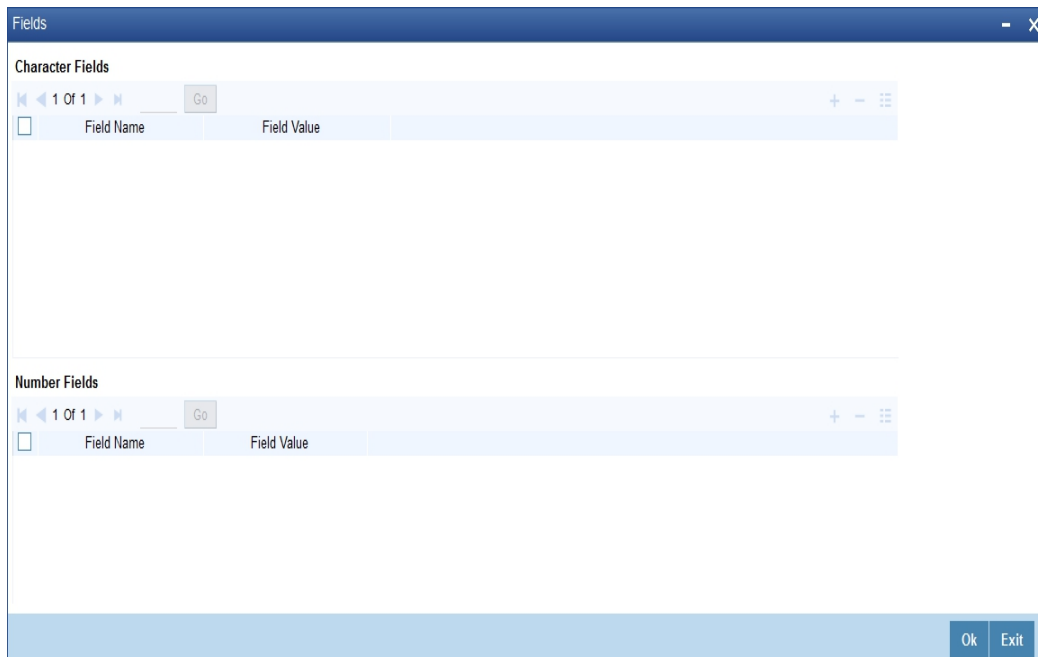 Fields
Character Fields
1 Of 1 Go
Field Name Field Value
Number Fields
1 Of 1 Go
Field Name Field Value
Ok Exit